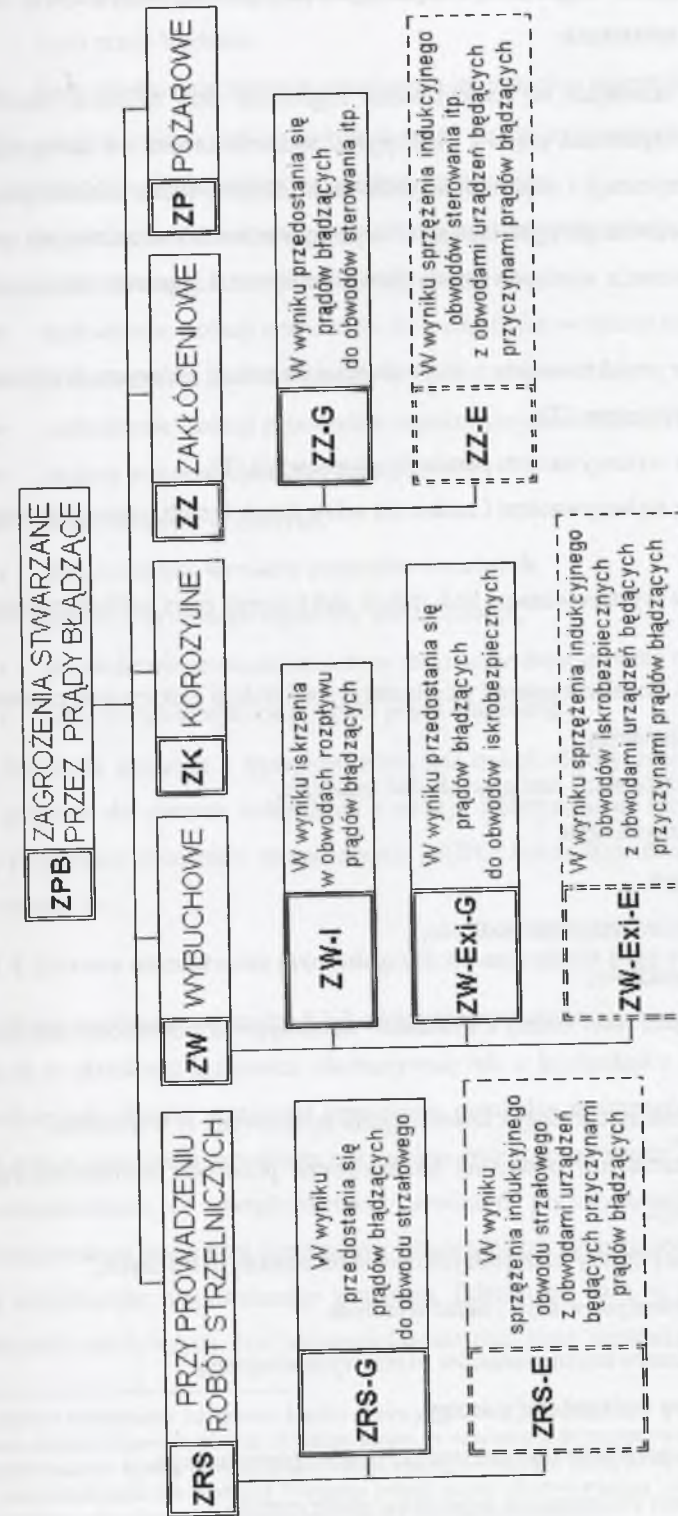 ZPB
ZAGROŻENIA STWARZANE
PRZEZ PRĄDY BŁĄDZĄCE
ZRS
PRZY PROWADZENIU
ROBÓT STRZELNICZYCH
ZW
WYBUCHOWE
ZK
KOROZYJNE
ZZ
ZAKŁÓCENIOWE
ZP
POŻAROWE
ZRS-G
W wyniku
przedostania się
prądów błądzących
do obwodu strzałowego
ZRS-E
W wyniku
sprzężenia indukcyjnego
obwodu strzałowego
z obwodami urządzeń
będących przyczynami
prądów błądzących
ZW-I
W wyniku iskrzenia
w obwodach rozpływu
prądów błądzących
ZW-Exi-G
W wyniku przedostania się
prądów błądzących
do obwodów iskrobezpiecznych
ZW-Exi-E
W wyniku sprzężenia indukcyjnego
obwodów iskrobezpiecznych
z obwodami urządzeń będących
przyczynami prądów błądzących
ZZ-G
W wyniku przedostania się
prądów błądzących
do obwodów sterowania itp.
ZZ-E
W wyniku sprzężenia indukcyjnego
obwodów sterowania itp.
z obwodami urządzeń będących
przyczynami prądów błądzących